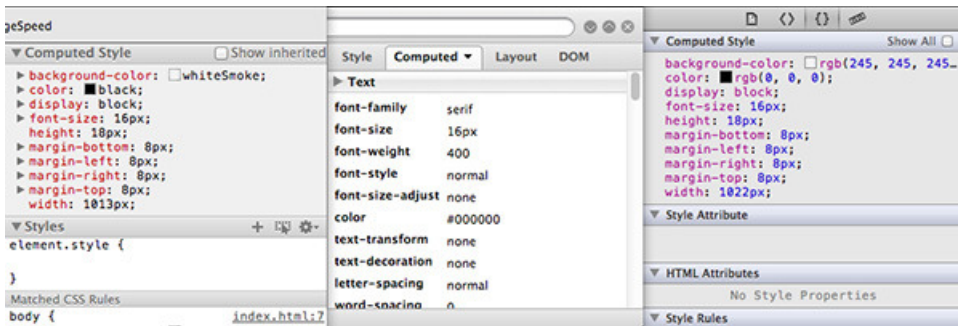 geSpeed
Computed Style Show inherited
background-color: whiteSmoke;
color: black;
display: block;
font-size: 16px;
height: 18px;
margin-bottom: 8px;
margin-left: 8px;
margin-right: 8px;
margin-top: 8px;
width: 1013px;
Styles
element.style {
}
Matched CSS Rules
body { index.html:7
Style Computed Layout DOM
Text
font-family serif
font-size 16px
font-weight 400
font-style normal
font-size-adjust none
color #000000
text-transform none
text-decoration none
letter-spacing normal
word-spacing 0
Computed Style Show All
background-color: rgb(245, 245, 245…
color: rgb(0, 0, 0);
display: block;
font-size: 16px;
height: 18px;
margin-bottom: 8px;
margin-left: 8px;
margin-right: 8px;
margin-top: 8px;
width: 1022px;
Style Attribute
HTML Attributes
No Style Properties
Style Rules